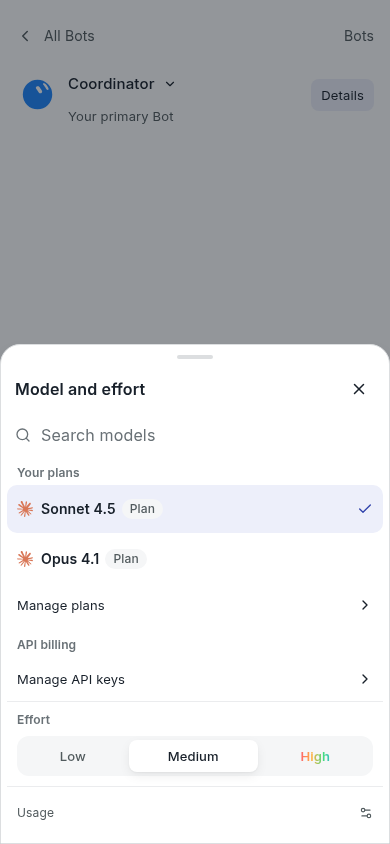 All Bots
Bots
Coordinator
Your primary Bot
Details
Model and effort
Search models
Your plans
Sonnet 4.5 Plan
Opus 4.1 Plan
Manage plans
API billing
Manage API keys
Effort
Low Medium High
Usage